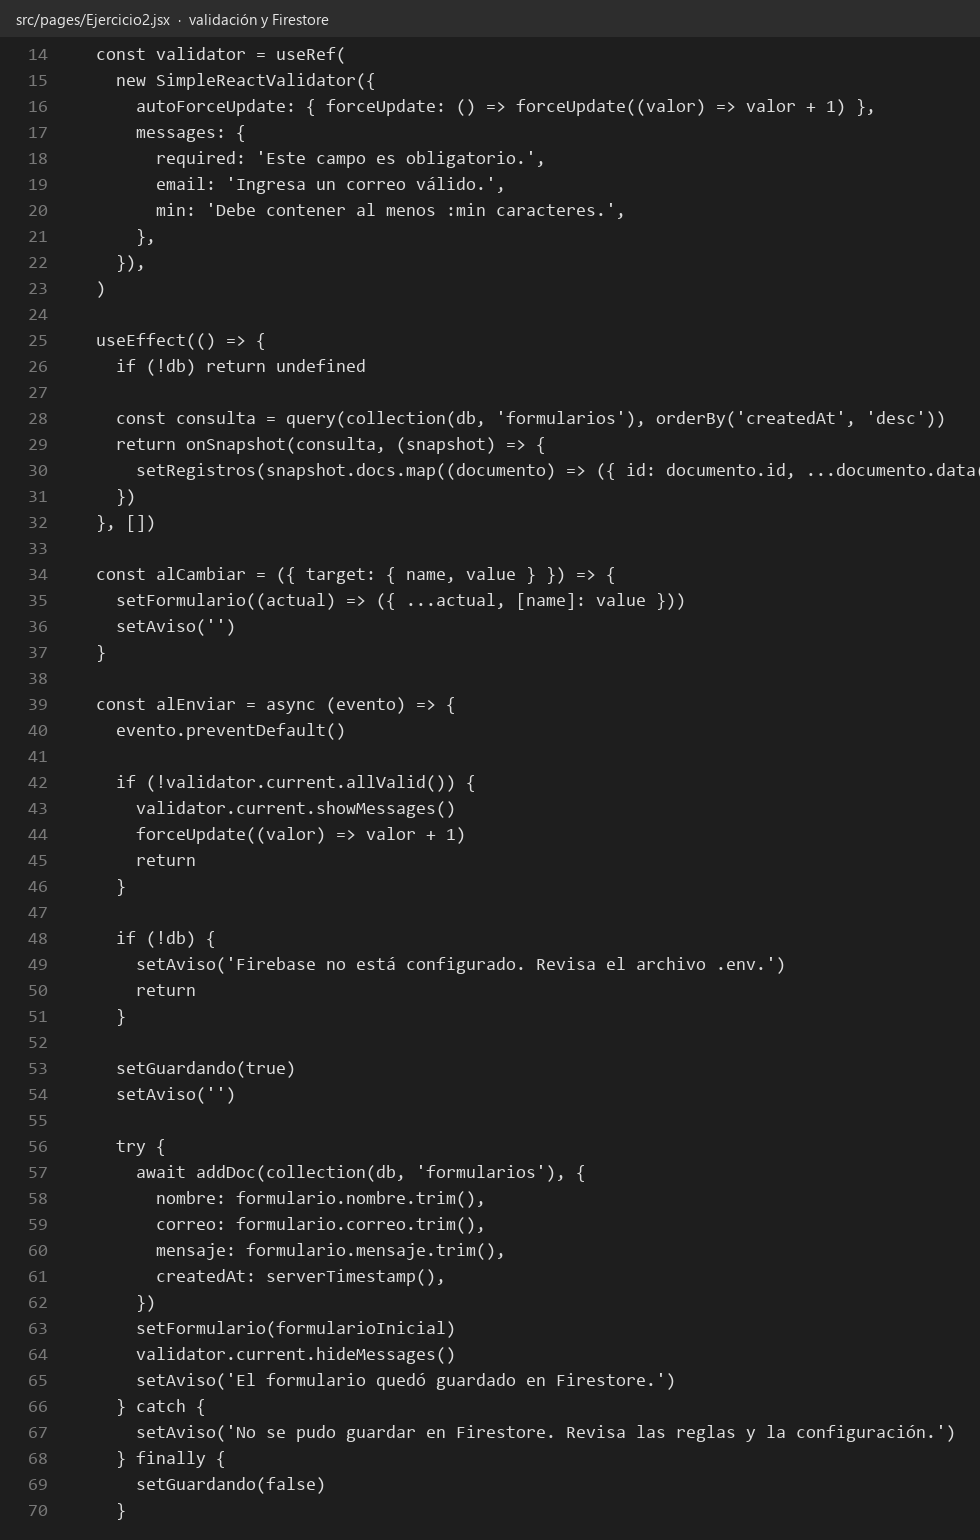 src/pages/Ejercicio2.jsx · validación y Firestore
14 const validator = useRef(
15 new SimpleReactValidator({
16 autoForceUpdate: { forceUpdate: () => forceUpdate((valor) => valor + 1) },
17 messages: {
18 required: 'Este campo es obligatorio.',
19 email: 'Ingresa un correo válido.',
20 min: 'Debe contener al menos :min caracteres.',
21 },
22 }),
23 )
24
25 useEffect(() => {
26 if (!db) return undefined
27
28 const consulta = query(collection(db, 'formularios'), orderBy('createdAt', 'desc'))
29 return onSnapshot(consulta, (snapshot) => {
30 setRegistros(snapshot.docs.map((documento) => ({ id: documento.id, ...documento.data(
31 })
32 }, [])
33
34 const alCambiar = ({ target: { name, value } }) => {
35 setFormulario((actual) => ({ ...actual, [name]: value }))
36 setAviso('')
37 }
38
39 const alEnviar = async (evento) => {
40 evento.preventDefault()
41
42 if (!validator.current.allValid()) {
43 validator.current.showMessages()
44 forceUpdate((valor) => valor + 1)
45 return
46 }
47
48 if (!db) {
49 setAviso('Firebase no está configurado. Revisa el archivo .env.')
50 return
51 }
52
53 setGuardando(true)
54 setAviso('')
55
56 try {
57 await addDoc(collection(db, 'formularios'), {
58 nombre: formulario.nombre.trim(),
59 correo: formulario.correo.trim(),
60 mensaje: formulario.mensaje.trim(),
61 createdAt: serverTimestamp(),
62 })
63 setFormulario(formularioInicial)
64 validator.current.hideMessages()
65 setAviso('El formulario quedó guardado en Firestore.')
66 } catch {
67 setAviso('No se pudo guardar en Firestore. Revisa las reglas y la configuración.')
68 } finally {
69 setGuardando(false)
70 }